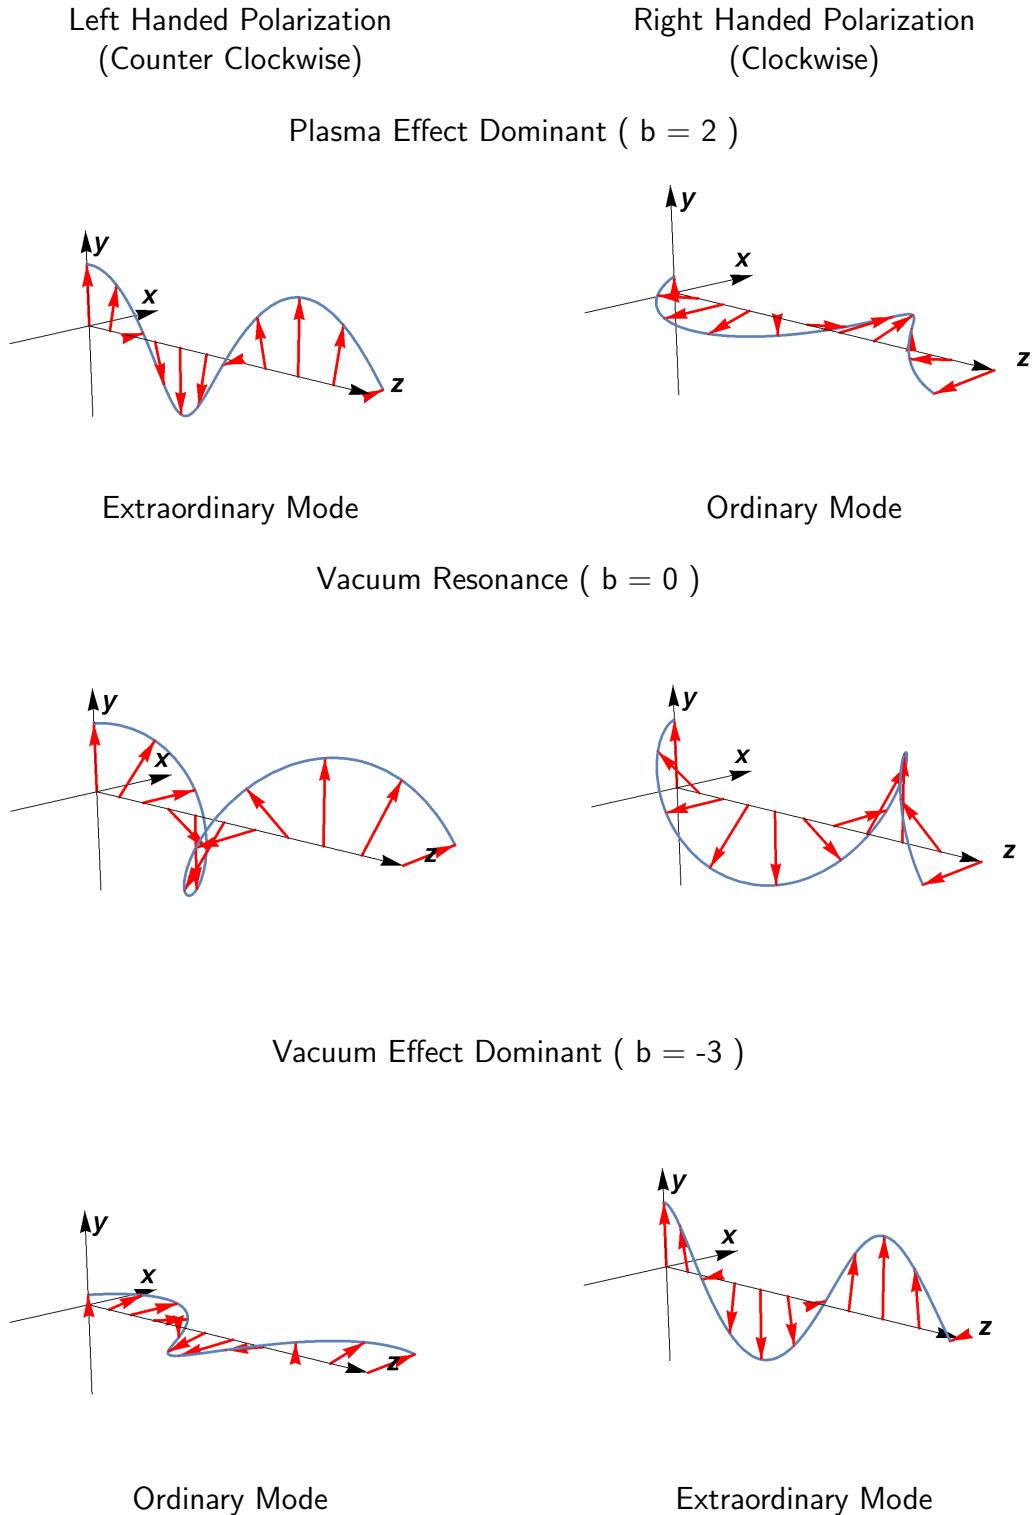 Left Handed Polarization
(Counter Clockwise)
Right Handed Polarization
(Clockwise)
Plasma Effect Dominant ( b = 2 )
y
x
z
y
x
z
Extraordinary Mode
Ordinary Mode
Vacuum Resonance ( b = 0 )
y
x
z
y
x
z
Vacuum Effect Dominant ( b = -3 )
y
x
z
y
x
z
Ordinary Mode
Extraordinary Mode